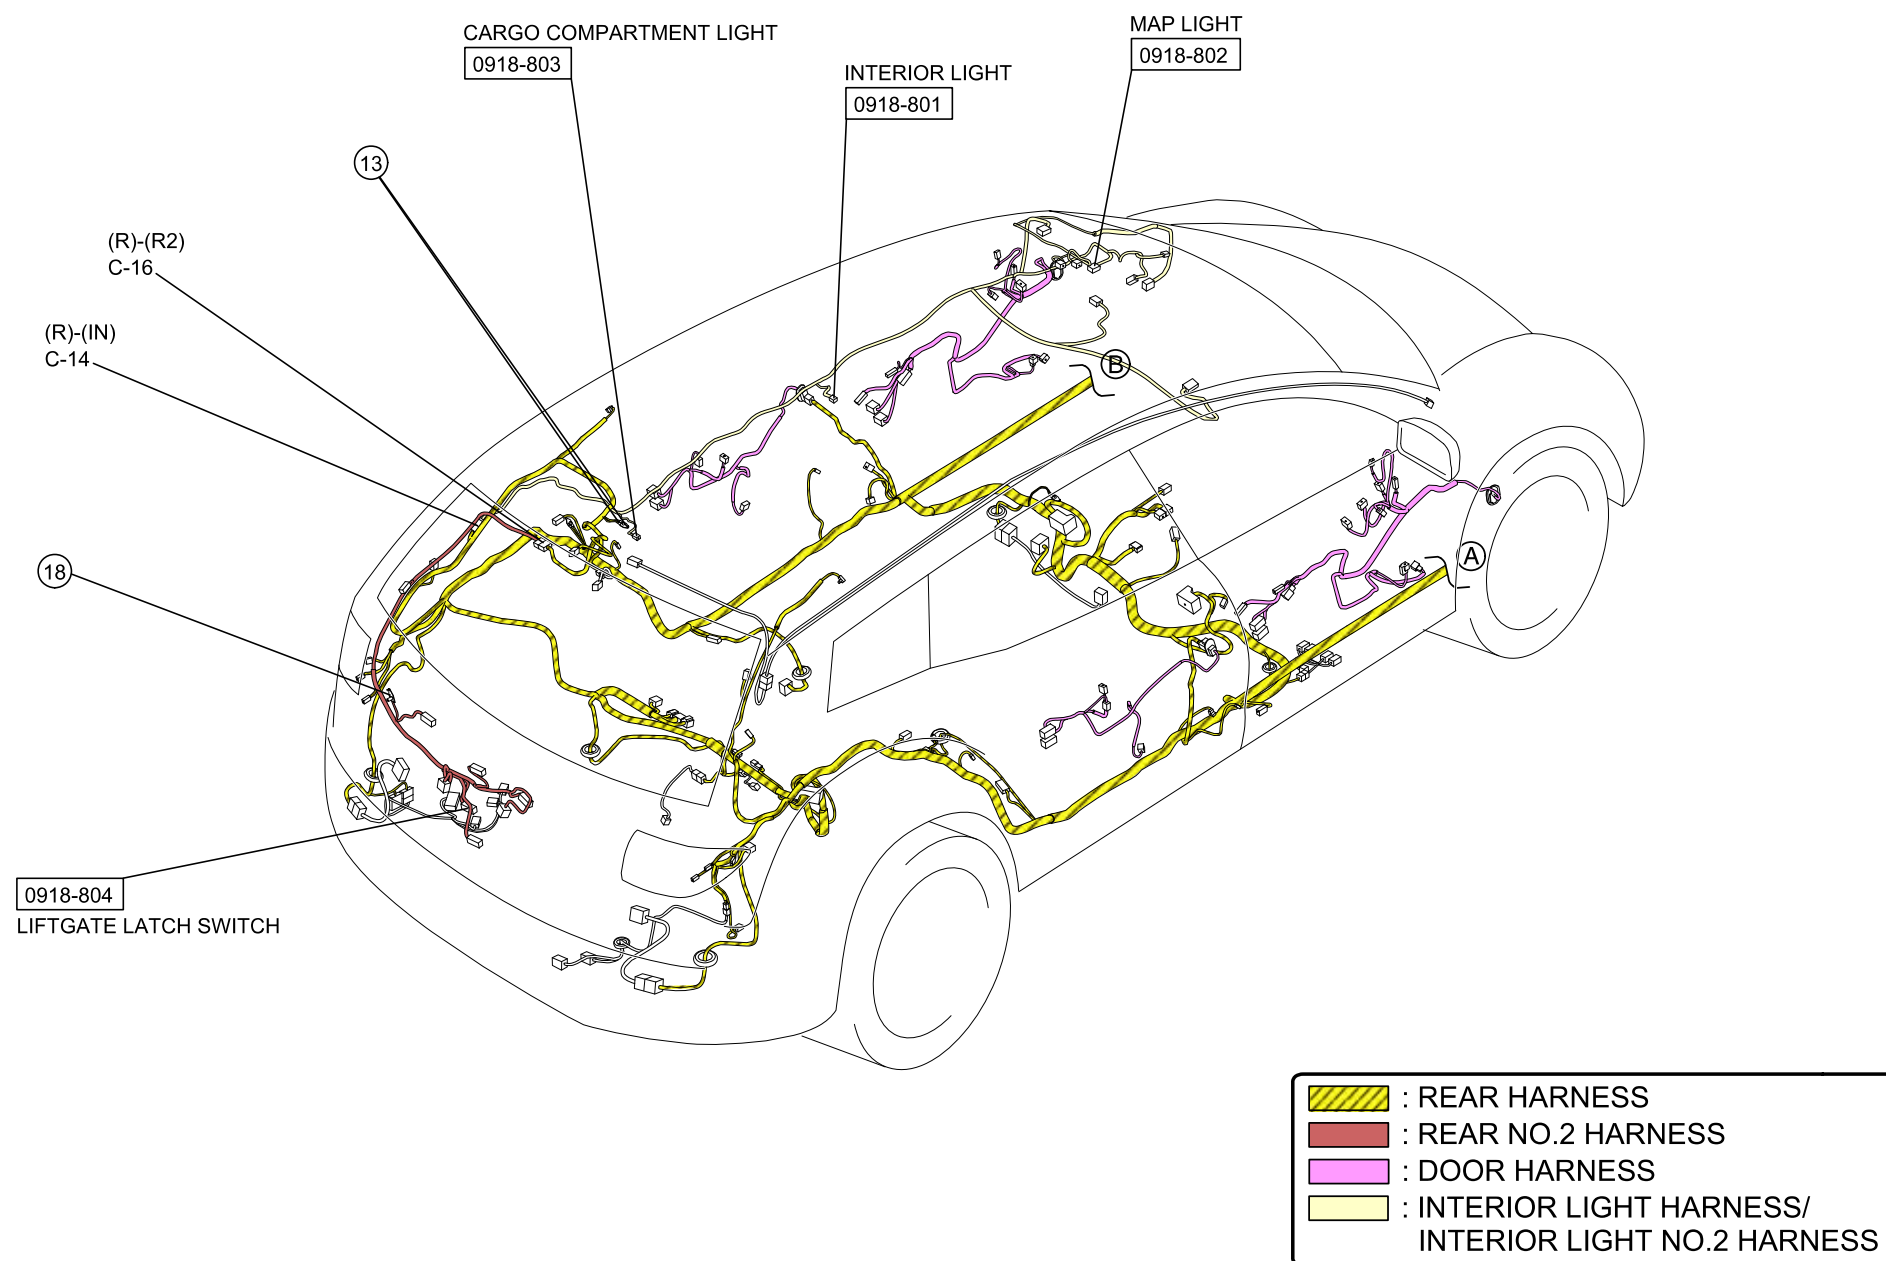 CARGO COMPARTMENT LIGHT
0918-803
INTERIOR LIGHT
0918-801
MAP LIGHT
0918-802
13
(R)-(R2)
C-16
(R)-(IN)
C-14
18
B
A
0918-804
LIFTGATE LATCH SWITCH
: REAR HARNESS
: REAR NO.2 HARNESS
: DOOR HARNESS
: INTERIOR LIGHT HARNESS/
INTERIOR LIGHT NO.2 HARNESS